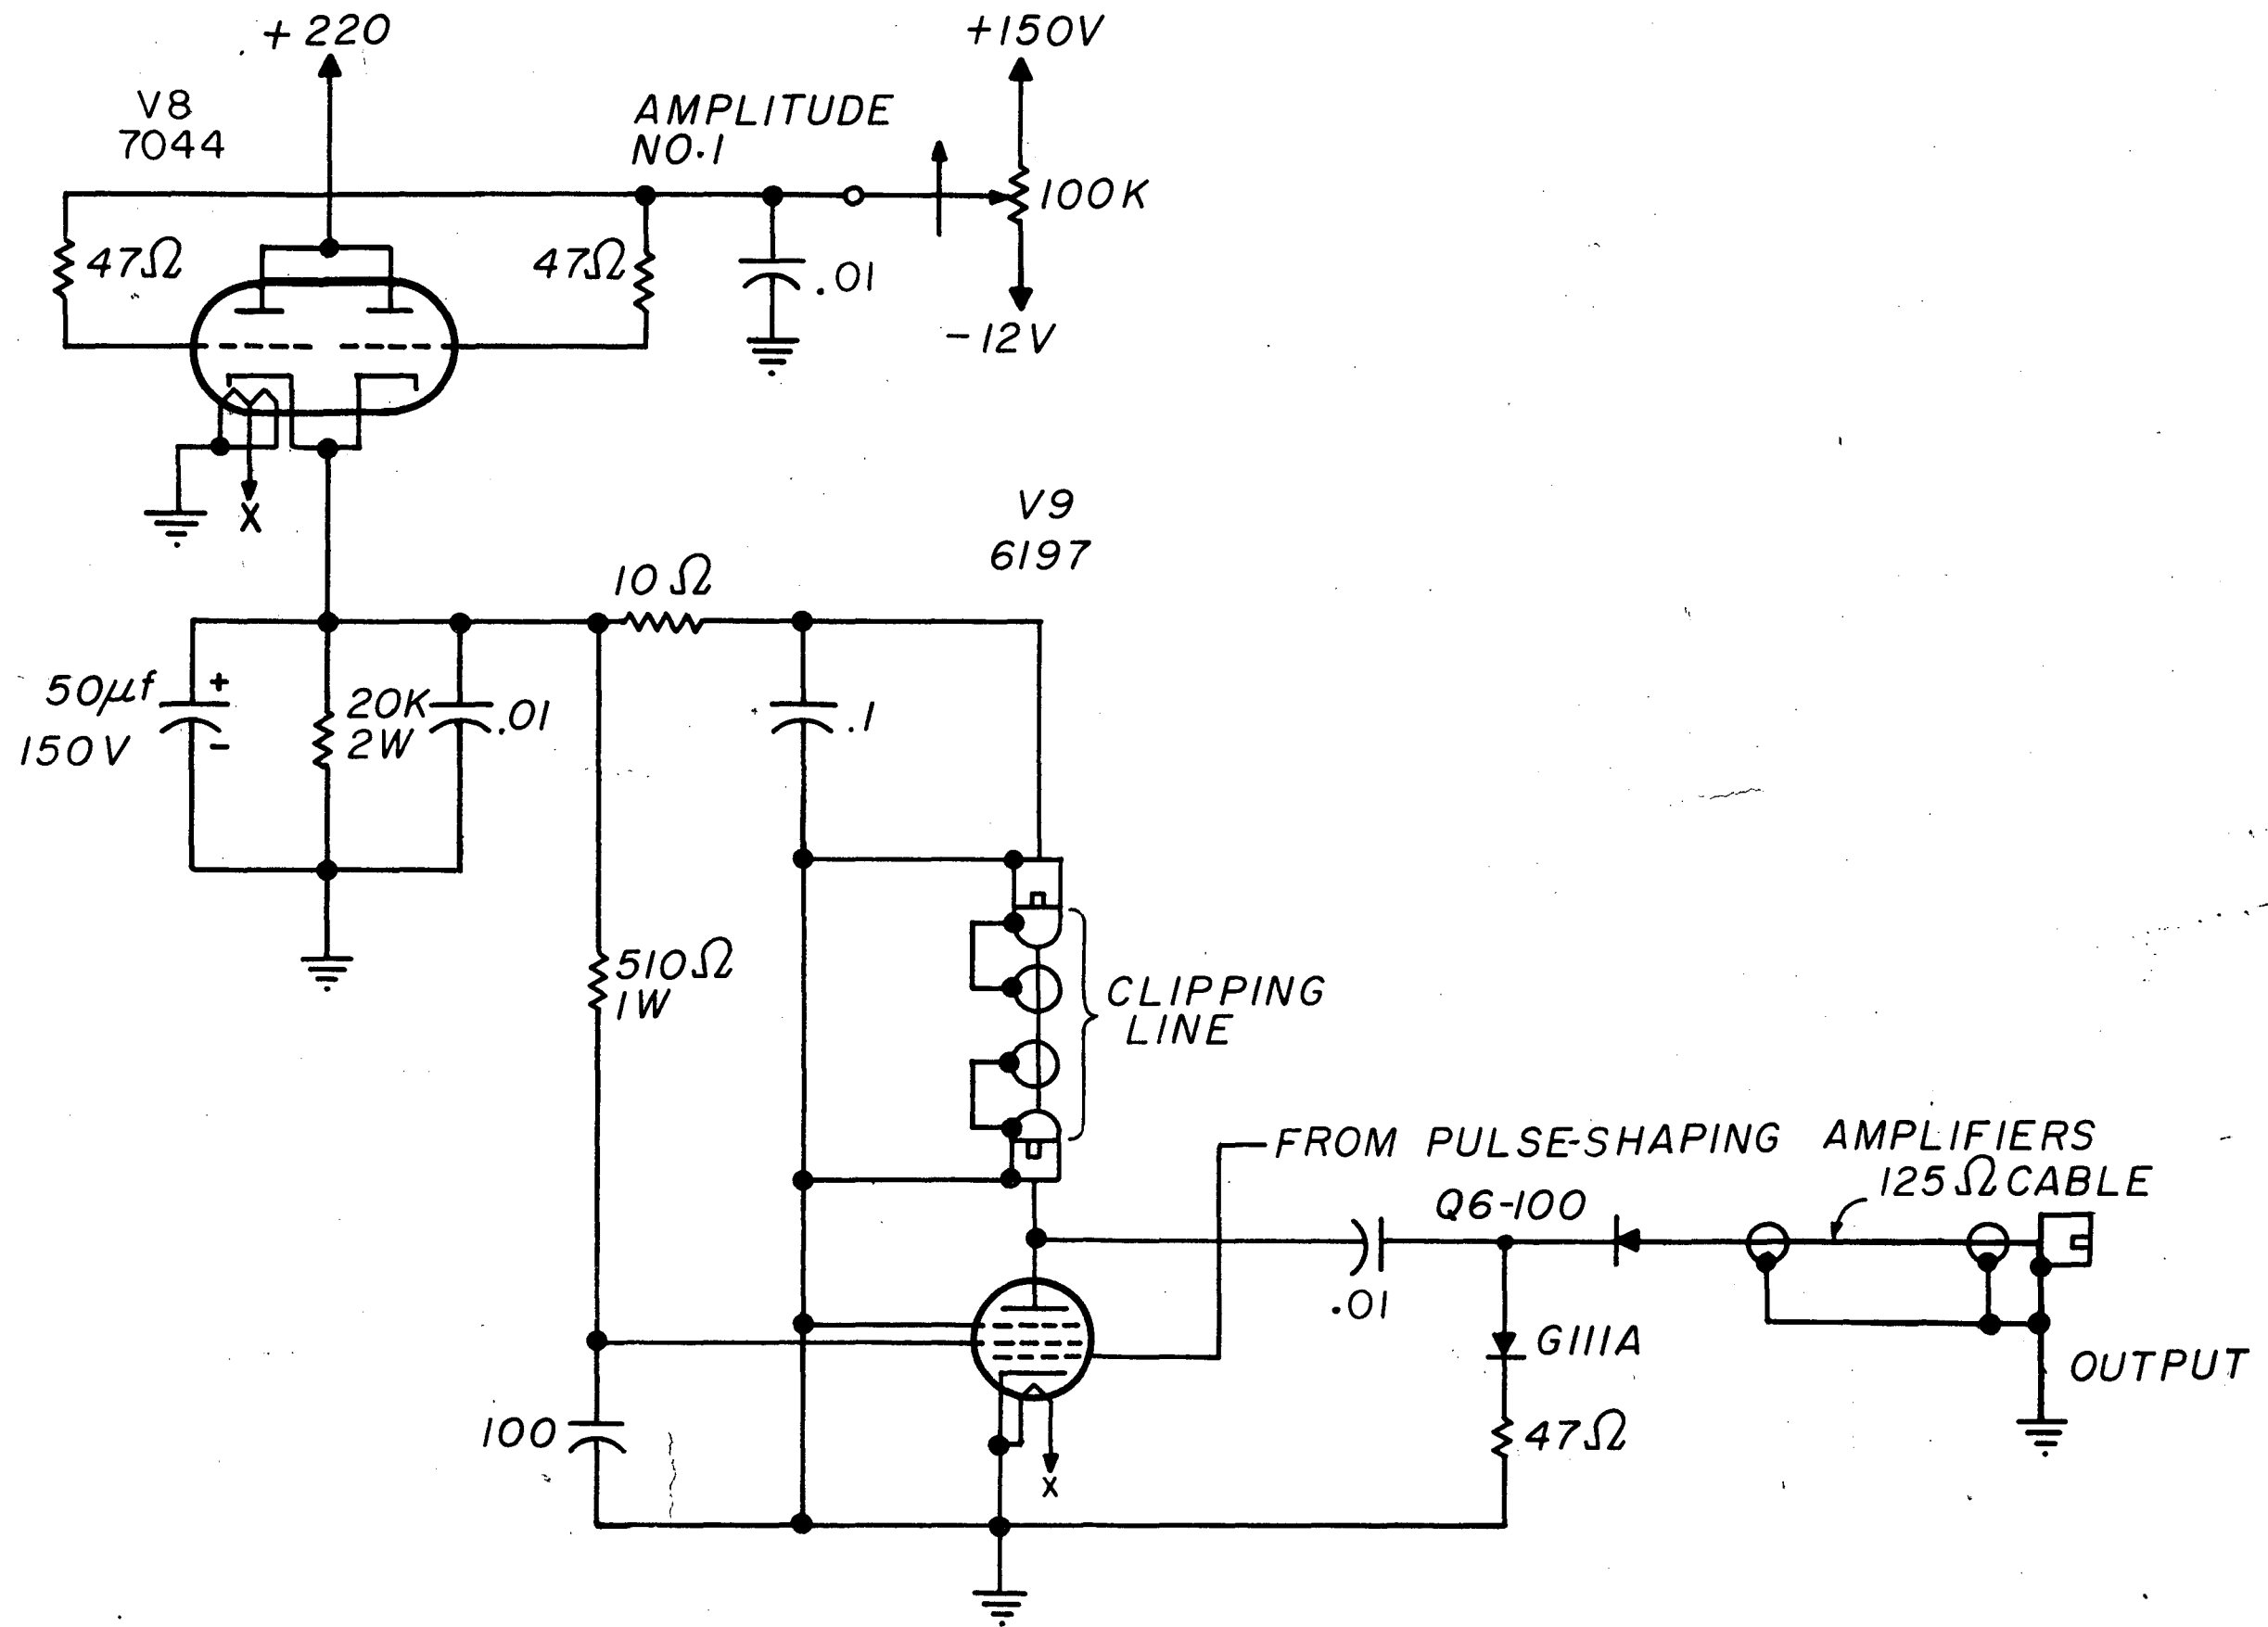 +220
+150V
V8
7044
AMPLITUDE
NO.1
100K
47Ω
47Ω
.01
-12V
X
V9
6197
10Ω
50μf
150V
+
-
20K
2W
.01
.1
510Ω
1W
CLIPPING
LINE
FROM PULSE-SHAPING AMPLIFIERS
125Ω CABLE
Q6-100
.01
G111A
OUTPUT
100
47Ω
X